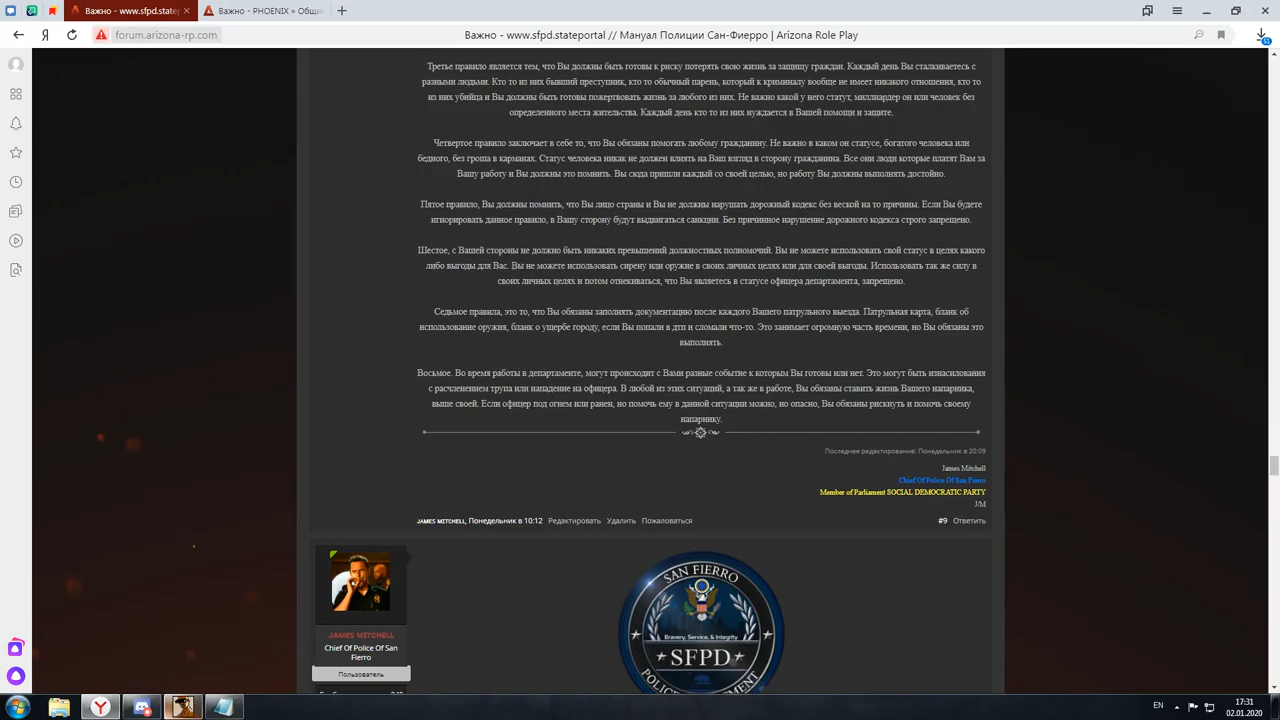 Важно - www.sfpd.statep
Важно - PHOENIX » Общи
forum.arizona-rp.com
Важно - www.sfpd.stateportal // Мануал Полиции Сан-Фиерро | Arizona Role Play
Третье правило является тем, что Вы должны быть готовы к риску потерять свою жизнь за защиту граждан. Каждый день Вы сталкиваетесь с
разными людьми. Кто то из них бывший преступник, кто то обычный парень, который к криминалу вообще не имеет никакого отношения, кто то
из них убийца и Вы должны быть готовы пожертвовать жизнь за любого из них. Не важно какой у него статут, миллиардер он или человек без
определенного места жительства. Каждый день кто то из них нуждается в Вашей помощи и защите.
Четвертое правило заключает в себе то, что Вы обязаны помогать любому гражданину. Не важно в каком он статусе, богатого человека или
бедного, без гроша в карманах. Статус человека никак не должен влиять на Ваш взгляд в сторону гражданина. Все они люди которые платят Вам за
Вашу работу и Вы должны это помнить. Вы сюда пришли каждый со своей целью, но работу Вы должны выполнять достойно.
Пятое правило, Вы должны помнить, что Вы лицо страны и Вы не должны нарушать дорожный кодекс без веской на то причины. Если Вы будете
игнорировать данное правило, в Вашу сторону будут выдвигаться санкции. Без причинное нарушение дорожного кодекса строго запрещено.
Шестое, с Вашей стороны не должно быть никаких превышений должностных полномочий. Вы не можете использовать свой статус в целях какого
либо выгоды для Вас. Вы не можете использовать сирену или оружие в своих личных целях или для своей выгоды. Использовать так же силу в
своих личных целях и потом отнекиваться, что Вы являетесь в статусе офицера департамента, запрещено.
Седьмое правила, это то, что Вы обязаны заполнять документацию после каждого Вашего патрульного выезда. Патрульная карта, бланк об
использование оружия, бланк о ущербе городу, если Вы попали в дтп и сломали что-то. Это занимает огромную часть времени, но Вы обязаны это
выполнять.
Восьмое. Во время работы в департаменте, могут происходит с Вами разные событие к которым Вы готовы или нет. Это могут быть изнасилования
с расчленением трупа или нападение на офицера. В любой из этих ситуаций, а так же в работе, Вы обязаны ставить жизнь Вашего напарника,
выше своей. Если офицер под огнем или ранен, но помочь ему в данной ситуации можно, но опасно, Вы обязаны рискнуть и помочь своему
напарнику.
Последнее редактирование: Понедельник в 20:09
James Mitchell
Chief Of Police Of San Fierro
Member of Parliament SOCIAL DEMOCRATIC PARTY
J/M
JAMES MITCHELL, Понедельник в 10:12 Редактировать Удалить Пожаловаться #9 Ответить
JAMES MITCHELL
Chief Of Police Of San
Fierro
Пользователь
SAN FIERRO
Bravery, Service, & Integrity
SFPD
EN
17:31
02.01.2020